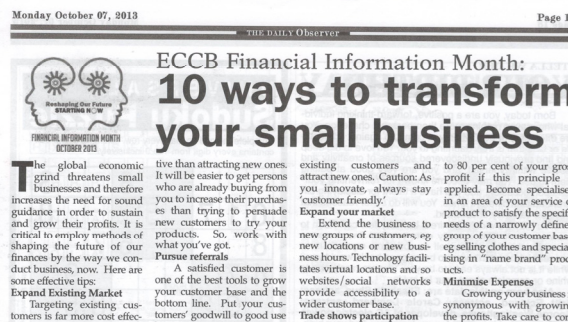 Monday October 07, 2013
Page 1
THE DAILY Observer
Reshaping Our Future
STARTING NOW
FINANCIAL INFORMATION MONTH
OCTOBER 2013
ECCB Financial Information Month:
10 ways to transform
your small business
The global economic
grind threatens small
businesses and therefore
increases the need for sound
guidance in order to sustain
and grow their profits. It is
critical to employ methods of
shaping the future of our
finances by the way we con-
duct business, now. Here are
some effective tips:
Expand Existing Market
Targeting existing cus-
tomers is far more cost effec-
tive than attracting new ones.
It will be easier to get persons
who are already buying from
you to increase their purchas-
es than trying to persuade
new customers to try your
products. So, work with
what you've got.
Pursue referrals
A satisfied customer is
one of the best tools to grow
your customer base and the
bottom line. Put your cus-
tomers' goodwill to good use
existing customers and
attract new ones. Caution: As
you innovate, always stay
'customer friendly.'
Expand your market
Extend the business to
new groups of customers, eg
new locations or new busi-
ness hours. Technology facili-
tates virtual locations and so
websites/social networks
provide accessibility to a
wider customer base.
Trade shows participation
to 80 per cent of your gros
profit if this principle
applied. Become specialise
in an area of your service o
product to satisfy the specifi
needs of a narrowly define
group of your customer base
eg selling clothes and special
ising in "name brand" prod
ucts.
Minimise Expenses
Growing your business
synonymous with growin
the profits. Take care to con